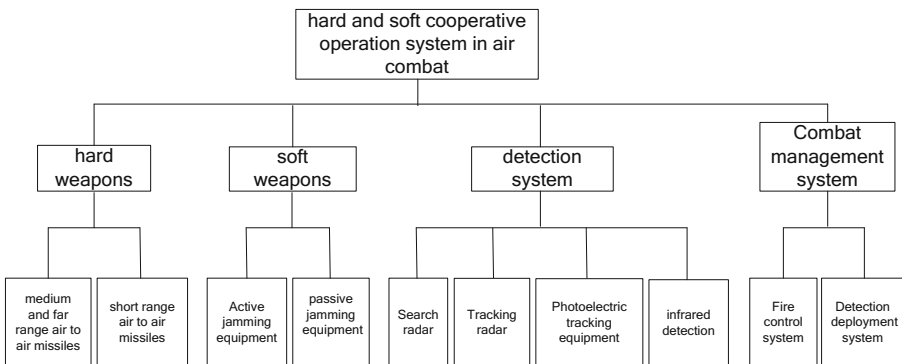 hard and soft cooperative
operation system in air
combat
hard
weapons
soft
weapons
detection
system
Combat
management
system
medium
and far
range air to
air missiles
short range
air to air
missiles
Active
jamming
equipment
passive
jamming
equipment
Search
radar
Tracking
radar
Photoelectric
tracking
equipment
infrared
detection
Fire
control
system
Detection
deployment
system